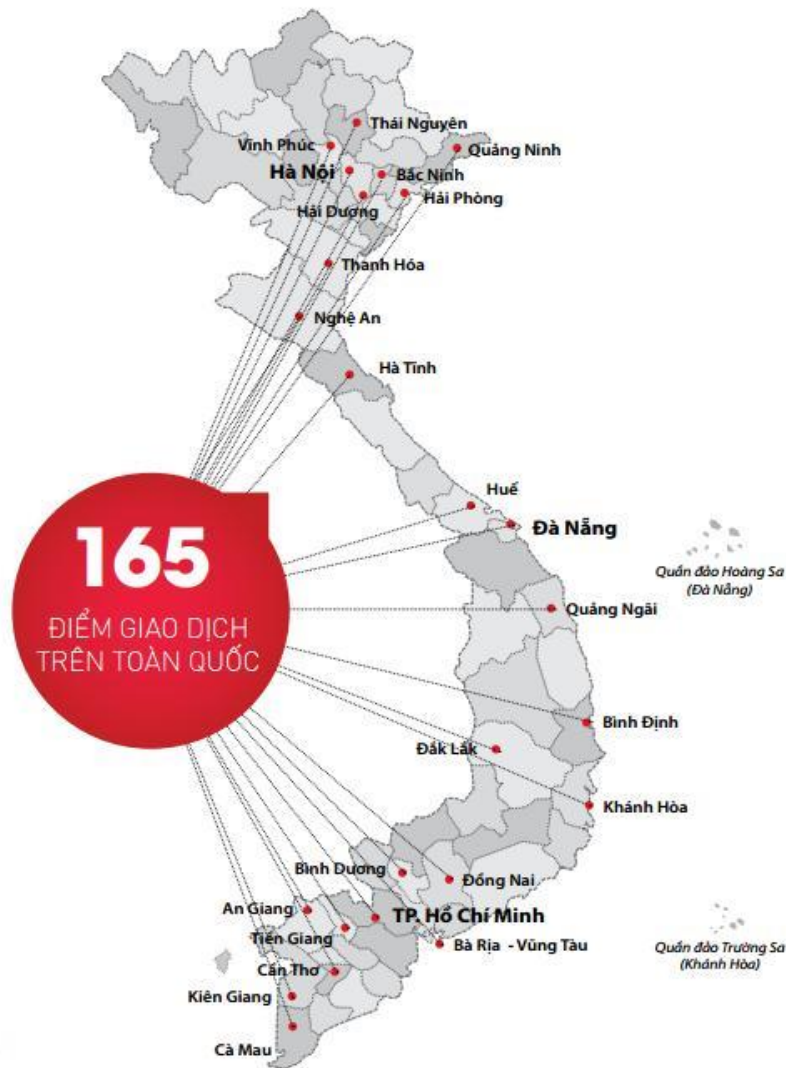 Thái Nguyên
Vĩnh Phúc
Quảng Ninh
Hà Nội
Bắc Ninh
Hải Phòng
Hải Dương
Thanh Hóa
Nghệ An
Hà Tĩnh
Huế
Đà Nẵng
165
ĐIỂM GIAO DỊCH
TRÊN TOÀN QUỐC
Quần đảo Hoàng Sa
(Đà Nẵng)
Quảng Ngãi
Bình Định
Đắk Lắk
Khánh Hòa
Bình Dương
Đồng Nai
An Giang
TP. Hồ Chí Minh
Tiền Giang
Bà Rịa - Vũng Tàu
Quần đảo Trường Sa
(Khánh Hòa)
Cần Thơ
Kiên Giang
Cà Mau